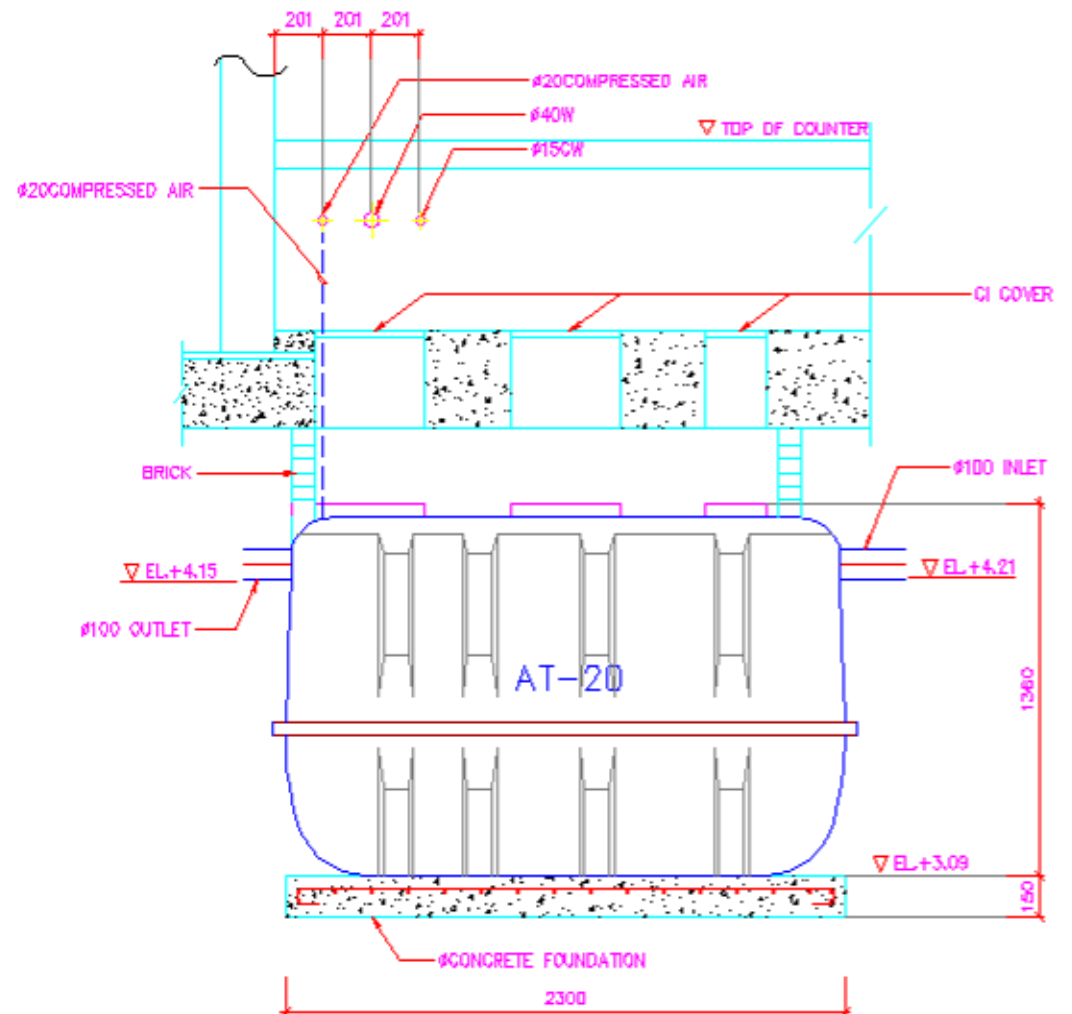 201 201 201
ø20COMPRESSED AIR
ø40W
TOP OF COUNTER
ø15CW
ø20COMPRESSED AIR
CI COVER
BRICK
ø100 INLET
EL.+4.15
EL.+4.21
ø100 OUTLET
AT-20
1360
EL.+3.09
150
øCONCRETE FOUNDATION
2300